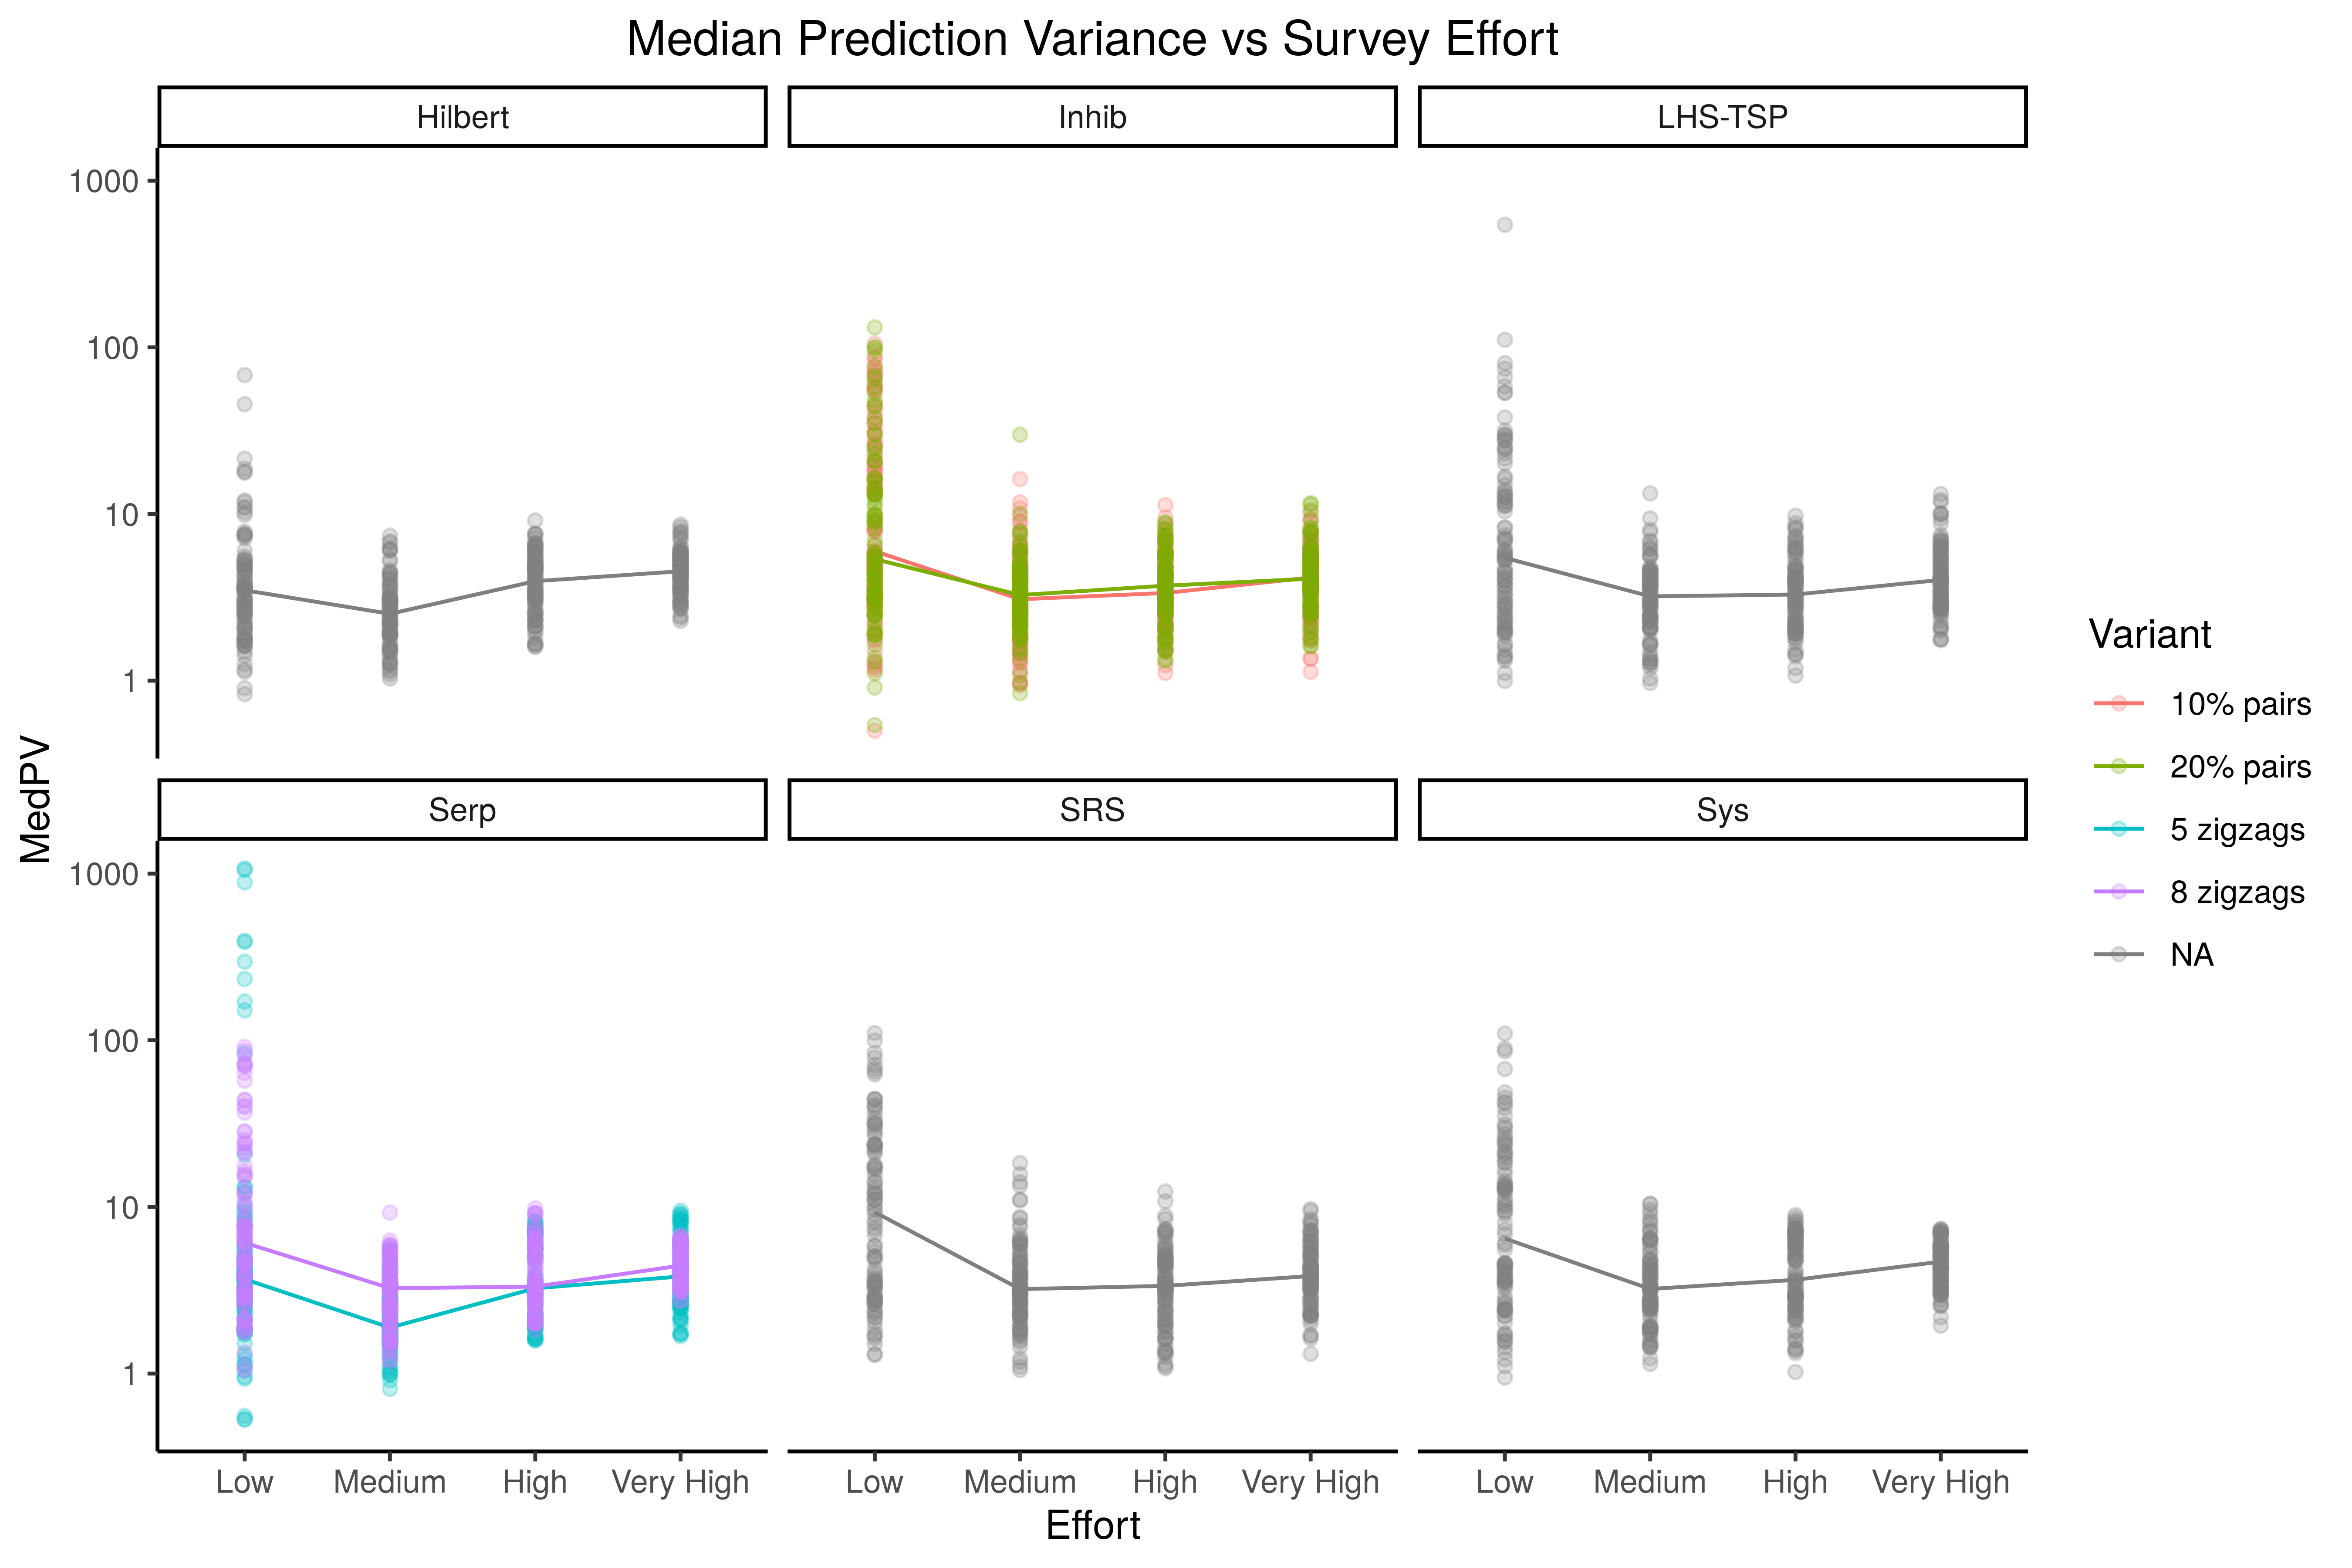 Median Prediction Variance vs Survey Effort
Hilbert
Inhib
LHS-TSP
1000
100
10
1
Serp
SRS
Sys
1000
100
10
1
Low
Medium
High
Very High
Low
Medium
High
Very High
Low
Medium
High
Very High
Effort
MedPV
Variant
10% pairs
20% pairs
5 zigzags
8 zigzags
NA